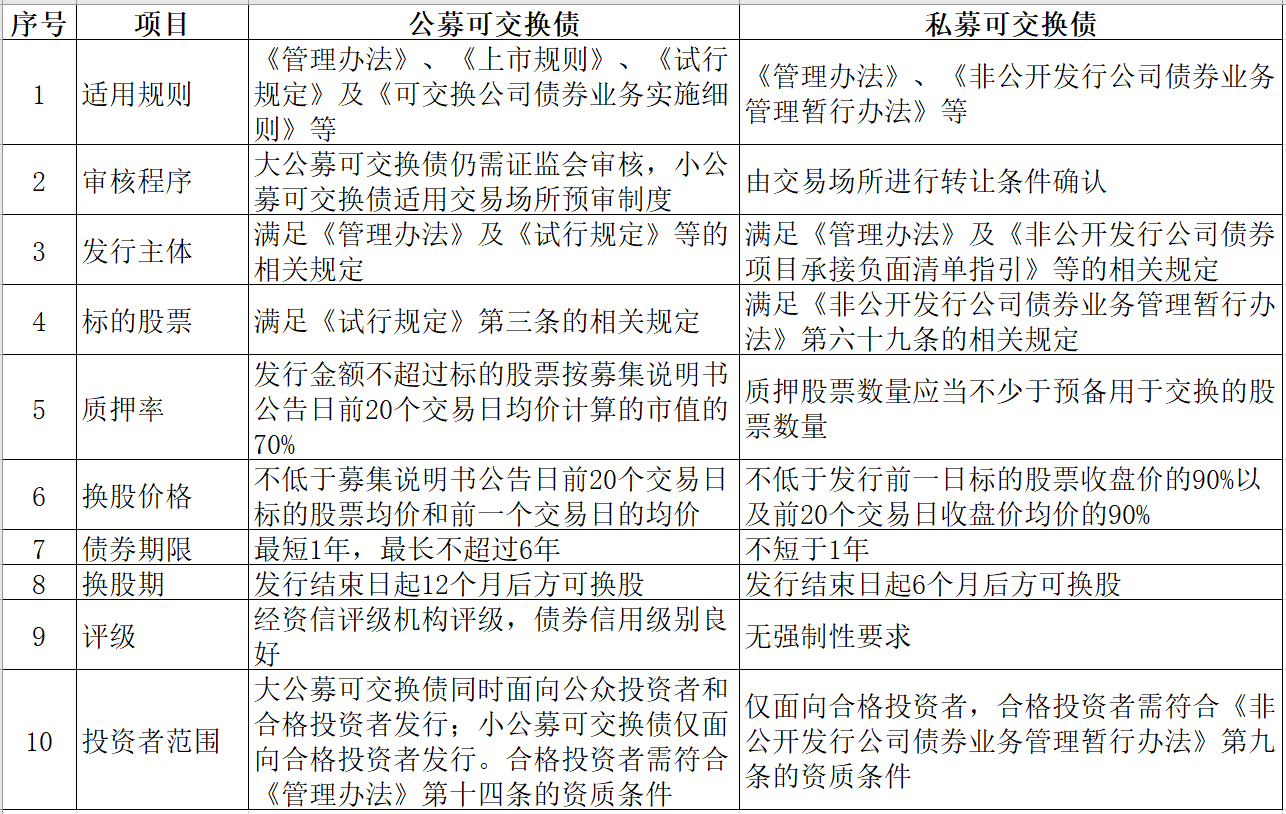 序号 项目 公募可交换债 私募可交换债
1 适用规则
《管理办法》、《上市规则》、《试行
规定》及《可交换公司债券业务实施细
则》等
《管理办法》、《非公开发行公司债券业务
管理暂行办法》等
2 审核程序
大公募可交换债仍需证监会审核，小公
募可交换债适用交易场所预审制度
由交易场所进行转让条件确认
3 发行主体
满足《管理办法》及《试行规定》等的
相关规定
满足《管理办法》及《非公开发行公司债券
项目承接负面清单指引》等的相关规定
4 标的股票
满足《试行规定》第三条的相关规定
满足《非公开发行公司债券业务管理暂行办
法》第六十九条的相关规定
5 质押率
发行金额不超过标的股票按募集说明书
公告日前20个交易日均价计算的市值的
70%
质押股票数量应当不少于预备用于交换的股
票数量
6 换股价格
不低于募集说明书公告日前20个交易日
标的股票均价和前一个交易日的均价
不低于发行前一日标的股票收盘价的90%以
及前20个交易日收盘价均价的90%
7 债券期限
最短1年，最长不超过6年
不短于1年
8 换股期
发行结束日起12个月后方可换股
发行结束日起6个月后方可换股
9 评级
经资信评级机构评级，债券信用级别良
好
无强制性要求
10 投资者范围
大公募可交换债同时面向公众投资者和
合格投资者发行；小公募可交换债仅面
向合格投资者发行。合格投资者需符合
《管理办法》第十四条的资质条件
仅面向合格投资者，合格投资者需符合《非
公开发行公司债券业务管理暂行办法》第九
条的资质条件